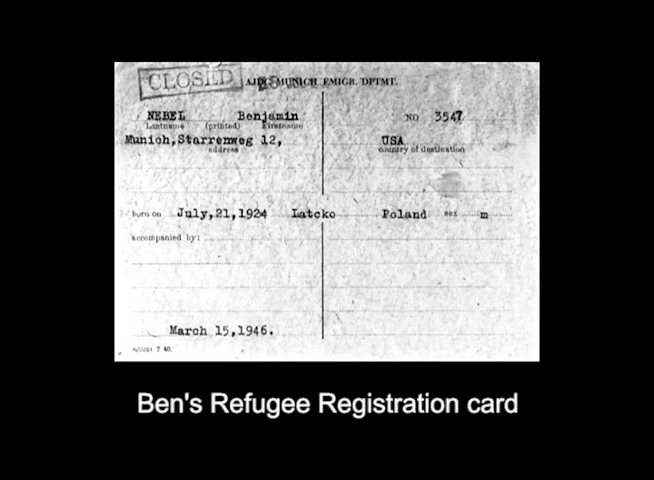 CLOSED AJDC MUNICH EMIGR. DPTMT.
NEBEL Benjamin NO 3547
Lastname (printed) Firstname
Munich,Starrenweg 12, USA
address country of destination
born on July,21,1924 Latcko Poland sex m
accompanied by:
March 15,1946.
Ben's Refugee Registration card